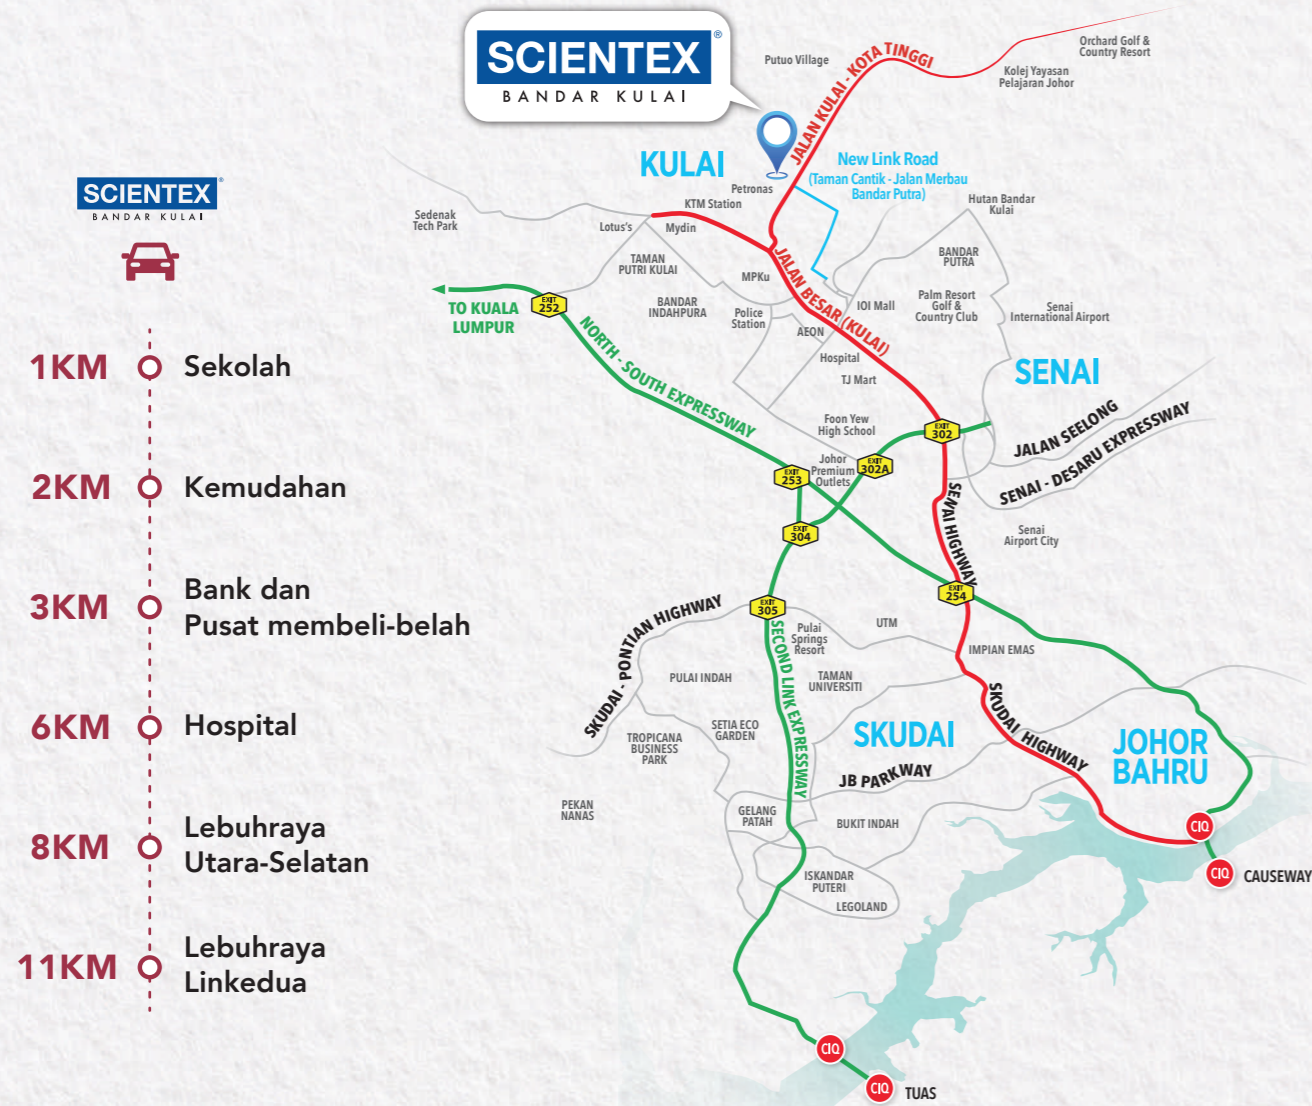 SCIENTEX®
BANDAR KULAI
1KM Sekolah
2KM Kemudahan
3KM Bank dan
Pusat membeli-belah
6KM Hospital
8KM Lebuhraya
Utara-Selatan
11KM Lebuhraya
Linkedua
SCIENTEX®
BANDAR KULAI
Putuo Village
JALAN KULAI - KOTA TINGGI
Orchard Golf &
Country Resort
Kolej Yayasan
Pelajaran Johor
KULAI
New Link Road
(Taman Cantik - Jalan Merbau
Bandar Putra)
Petronas
KTM Station
Hutan Bandar
Kulai
Sedenak
Tech Park
Lotus's
Mydin
TAMAN
PUTRI KULAI
MPKu
JALAN BESAR (KULAI)
BANDAR
PUTRA
TO KUALA
LUMPUR
EXIT
252
BANDAR
INDAHPURA
Police
Station
IOI Mall
Palm Resort
Golf &
Country Club
Senai
International Airport
AEON
NORTH - SOUTH EXPRESSWAY
Hospital
TJ Mart
SENAI
Foon Yew
High School
EXIT
302
JALAN SEELONG
SENAI - DESARU EXPRESSWAY
Johor
Premium
Outlets
EXIT
302A
EXIT
253
SENAI HIGHWAY
EXIT
304
Senai
Airport City
EXIT
254
EXIT
305
SKUDAI - PONTIAN HIGHWAY
Pulai
Springs
Resort
UTM
IMPIAN EMAS
SECOND LINK EXPRESSWAY
PULAI INDAH
TAMAN
UNIVERSITI
SKUDAI HIGHWAY
SETIA ECO
GARDEN
TROPICANA
BUSINESS
PARK
SKUDAI
JOHOR
BAHRU
JB PARKWAY
PEKAN
NANAS
GELANG
PATAH
BUKIT INDAH
CIQ
CIQ
CAUSEWAY
ISKANDAR
PUTERI
LEGOLAND
CIQ
CIQ
TUAS